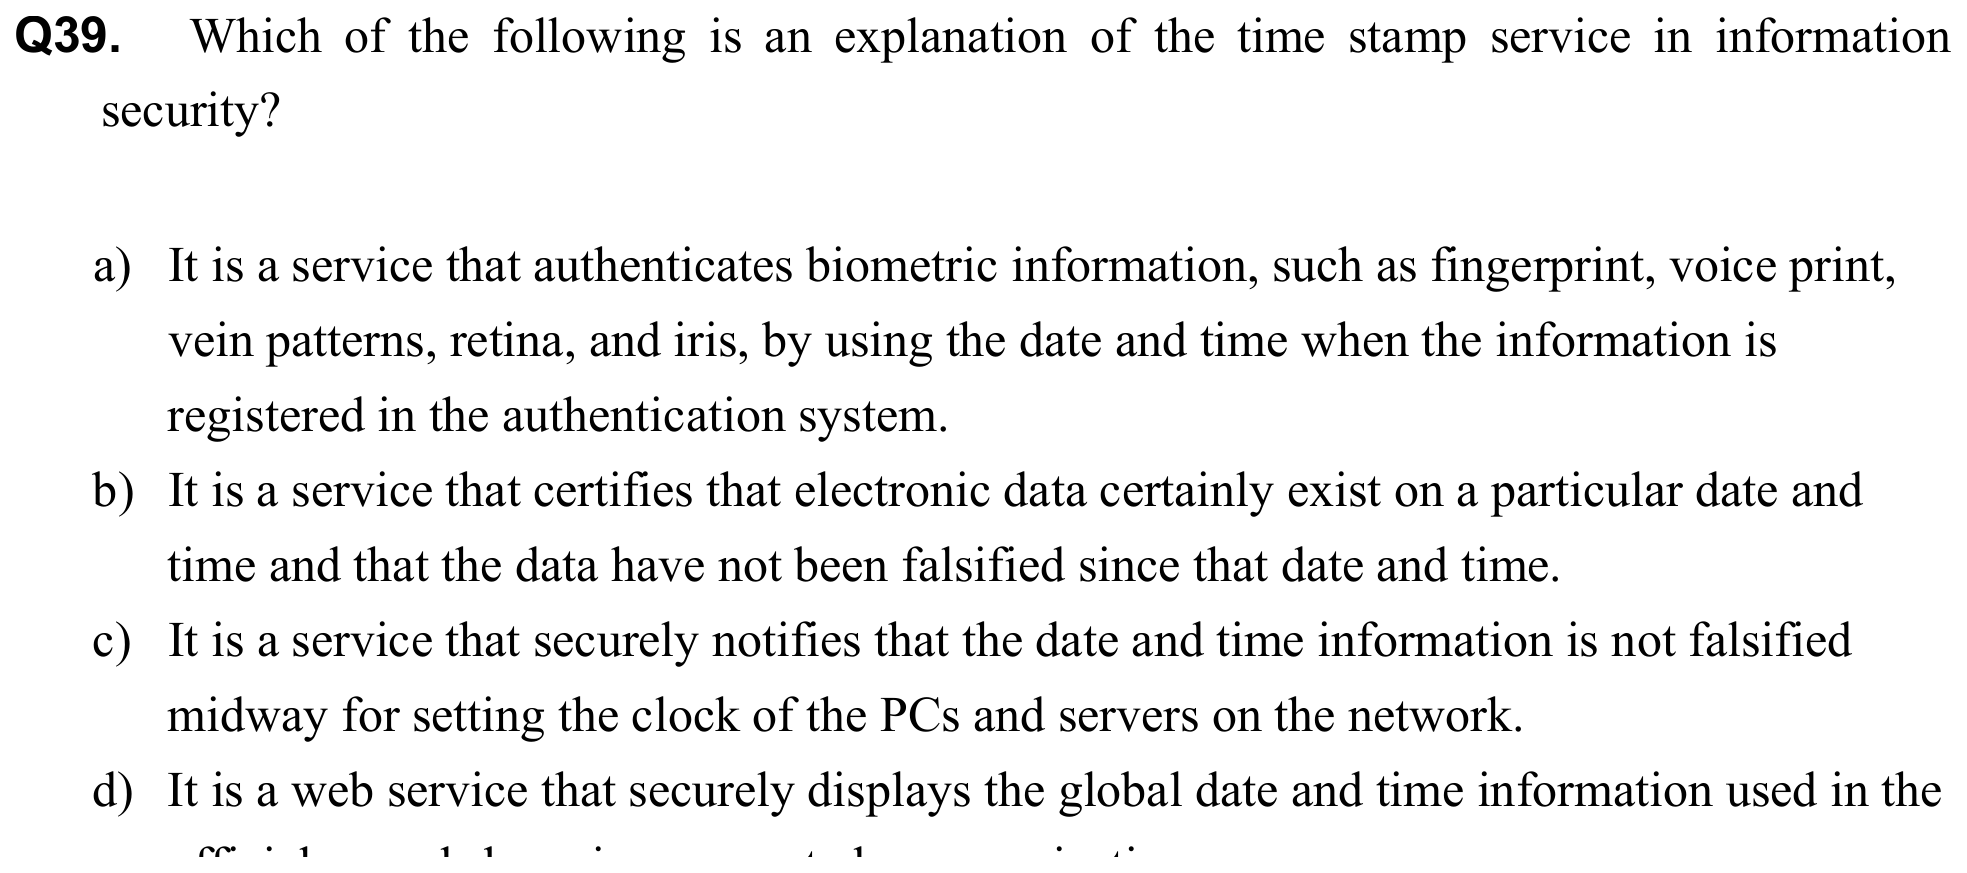 Q39. Which of the following is an explanation of the time stamp service in information
security?
a) It is a service that authenticates biometric information, such as fingerprint, voice print,
vein patterns, retina, and iris, by using the date and time when the information is
registered in the authentication system.
b) It is a service that certifies that electronic data certainly exist on a particular date and
time and that the data have not been falsified since that date and time.
c) It is a service that securely notifies that the date and time information is not falsified
midway for setting the clock of the PCs and servers on the network.
d) It is a web service that securely displays the global date and time information used in the